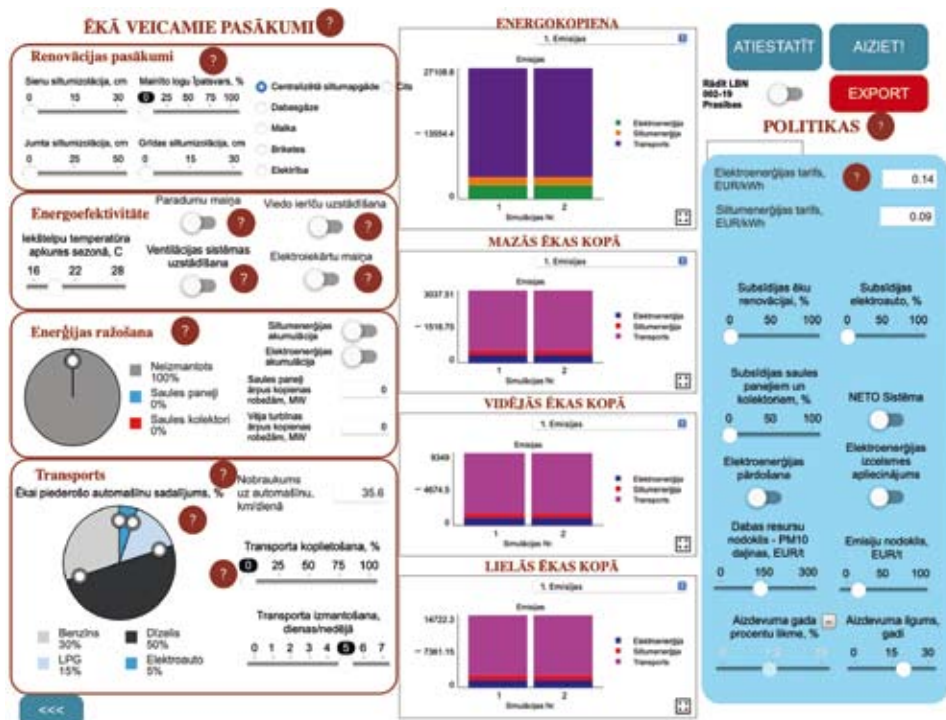 ĒKĀ VEICAMIE PASĀKUMI ?
Renovācijas pasākumi ?
Sienu siltumizolācija, cm
0 15 30
Mainīto logu īpatsvars, %
0 25 50 75 100
Jumta siltumizolācija, cm
0 25 50
Grīdas siltumizolācija, cm
0 15 30
Centralizētā siltumapgāde
Cits
Dabasgāze
Malka
Briketes
Elektrība
Energoefektivitāte
Iekštelpu temperatūra
apkures sezonā, C
16 22 28
Paradumu maiņa
?
Viedo ierīču uzstādīšana
?
Ventilācijas sistēmas
uzstādīšana
?
Elektroiekārtu maiņa
?
Enerģijas ražošana ?
Neizmantots
100%
Saules paneļi
0%
Saules kolektori
0%
Siltumenerģijas
akumulācija
Elektroenerģijas
akumulācija
Saules paneļi
ārpus kopienas
robežām, MW
0
Vēja turbīnas
ārpus kopienas
robežām, MW
0
Transports ?
Ēkai piederošo automašīnu sadalījums, %
?
Benzīns
30%
Dīzelis
50%
LPG
15%
Elektroauto
5%
Nobraukums
uz automašīnu,
km/dienā
35.6
Transporta koplietošana, %
?
0 25 50 75 100
Transporta izmantošana,
dienas/nedēļā
0 1 2 3 4 5 6 7
<<<
ENERGOKOPIENA
1. Emisijas
Emisijas
27108.8
13554.4
0
1 2
Simulācijas Nr.
Elektroenerģija
Siltumenerģija
Transports
MAZĀS ĒKAS KOPĀ
1. Emisijas
Emisijas
3037.51
1518.75
0
1 2
Simulācijas Nr.
Elektroenerģija
Siltumenerģija
Transports
VIDĒJĀS ĒKAS KOPĀ
1. Emisijas
Emisijas
9349
4674.5
0
1 2
Simulācijas Nr.
Elektroenerģija
Siltumenerģija
Transports
LIELĀS ĒKAS KOPĀ
1. Emisijas
Emisijas
14722.3
7361.15
0
1 2
Simulācijas Nr.
Elektroenerģija
Siltumenerģija
Transports
ATIESTATĪT
AIZIET!
Rādīt LBN
002-19
Prasības
EXPORT
POLITIKAS ?
Elektroenerģijas tarifs,
EUR/kWh
?
0.14
Siltumenerģijas tarifs,
EUR/kWh
0.09
Subsīdijas ēku
renovācijai, %
0 50 100
Subsīdijas
elektroauto, %
0 50 100
Subsīdijas saules
paneļiem un
kolektoriem, %
0 50 100
NETO Sistēma
Elektroenerģijas
pārdošana
Elektroenerģijas
izcelsmes
apliecinājums
Dabas resursu
nodoklis - PM10
daļiņas, EUR/t
0 150 300
Emisiju nodoklis,
EUR/t
0 50 100
Aizdevuma gada
procentu likme, %
Aizdevuma ilgums,
gadi
0 15 30